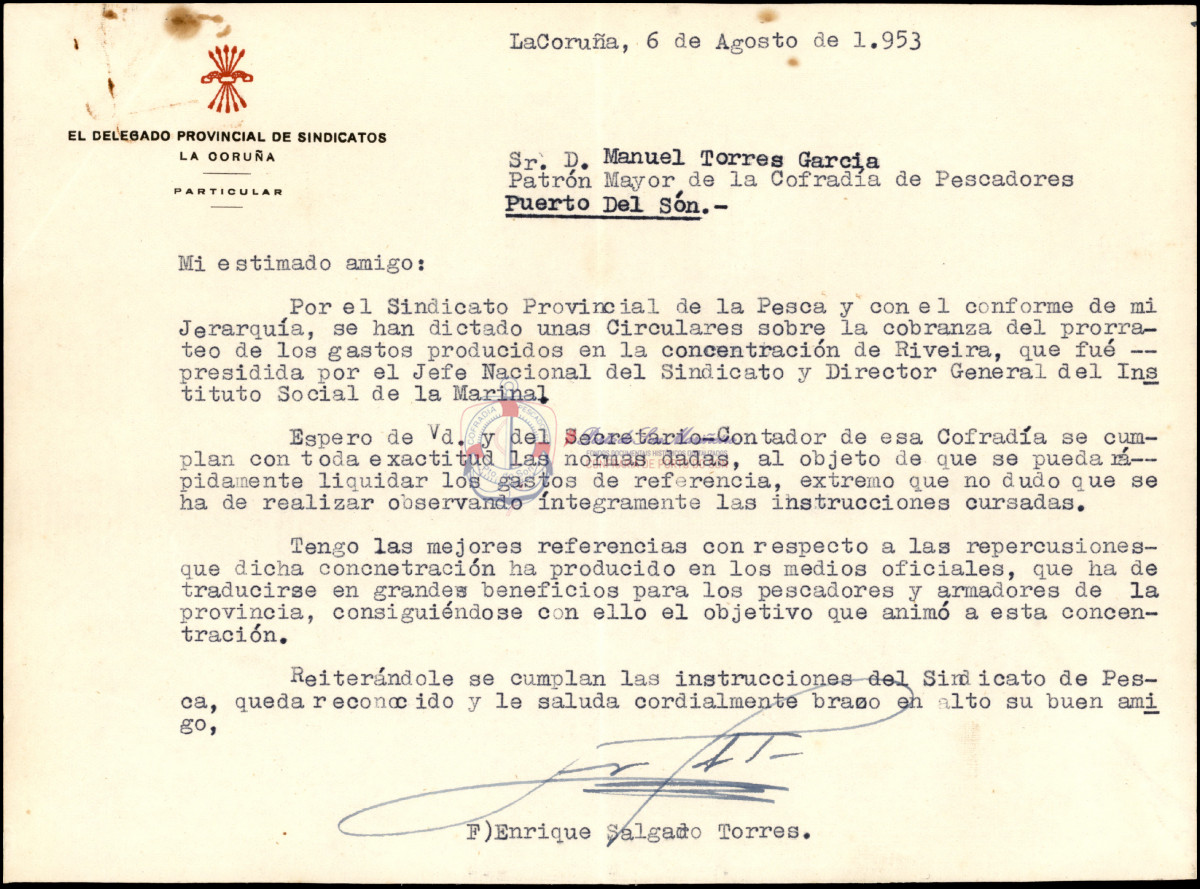 LaCoruña, 6 de Agosto de 1.953
EL DELEGADO PROVINCIAL DE SINDICATOS
LA CORUÑA
PARTICULAR
Sr. D. Manuel Torres Garcia
Patrón Mayor de la Cofradía de Pescadores
Puerto Del Són.-
Mi estimado amigo:
Por el Sindicato Provincial de la Pesca y con el conforme de mi
Jerarquía, se han dictado unas Circulares sobre la cobranza del prorra-
teo de los gastos producidos en la concentración de Riveira, que fué --
presidida por el Jefe Nacional del Sindicato y Director General del Ins
tituto Social de la Marina.
Espero de Vd. y del Secretario-Contador de esa Cofradía se cum-
plan con toda exactitud las normas dadas, al objeto de que se pueda rá--
pidamente liquidar los gastos de referencia, extremo que no dudo que se
ha de realizar observando íntegramente las instrucciones cursadas.
Tengo las mejores referencias con respecto a las repercusiones-
que dicha concnetración ha producido en los medios oficiales, que ha de
traducirse en grandes beneficios para los pescadores y armadores de la
provincia, consiguiéndose con ello el objetivo que animó a esta concen-
tración.
Reiterándole se cumplan las instrucciones del Sindicato de Pes-
ca, queda reconocido y le saluda cordialmente brazo en alto su buen ami
go,
F)Enrique Salgado Torres.